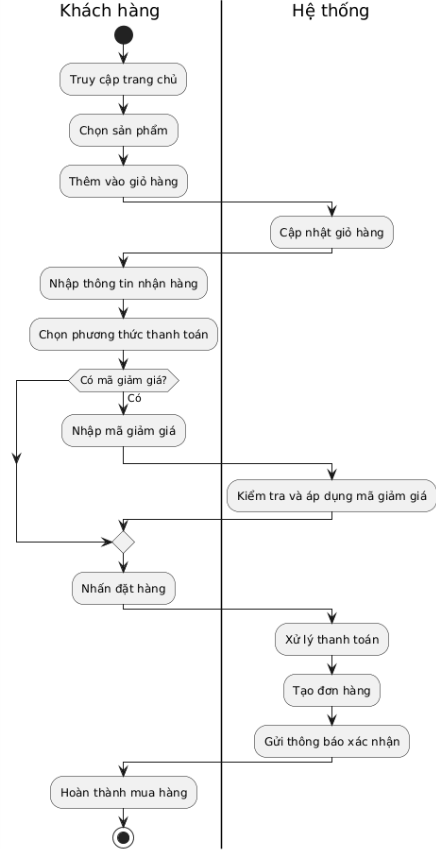 Khách hàng
Hệ thống
Truy cập trang chủ
Chọn sản phẩm
Thêm vào giỏ hàng
Cập nhật giỏ hàng
Nhập thông tin nhận hàng
Chọn phương thức thanh toán
Có mã giảm giá?
Có
Nhập mã giảm giá
Kiểm tra và áp dụng mã giảm giá
Nhấn đặt hàng
Xử lý thanh toán
Tạo đơn hàng
Gửi thông báo xác nhận
Hoàn thành mua hàng